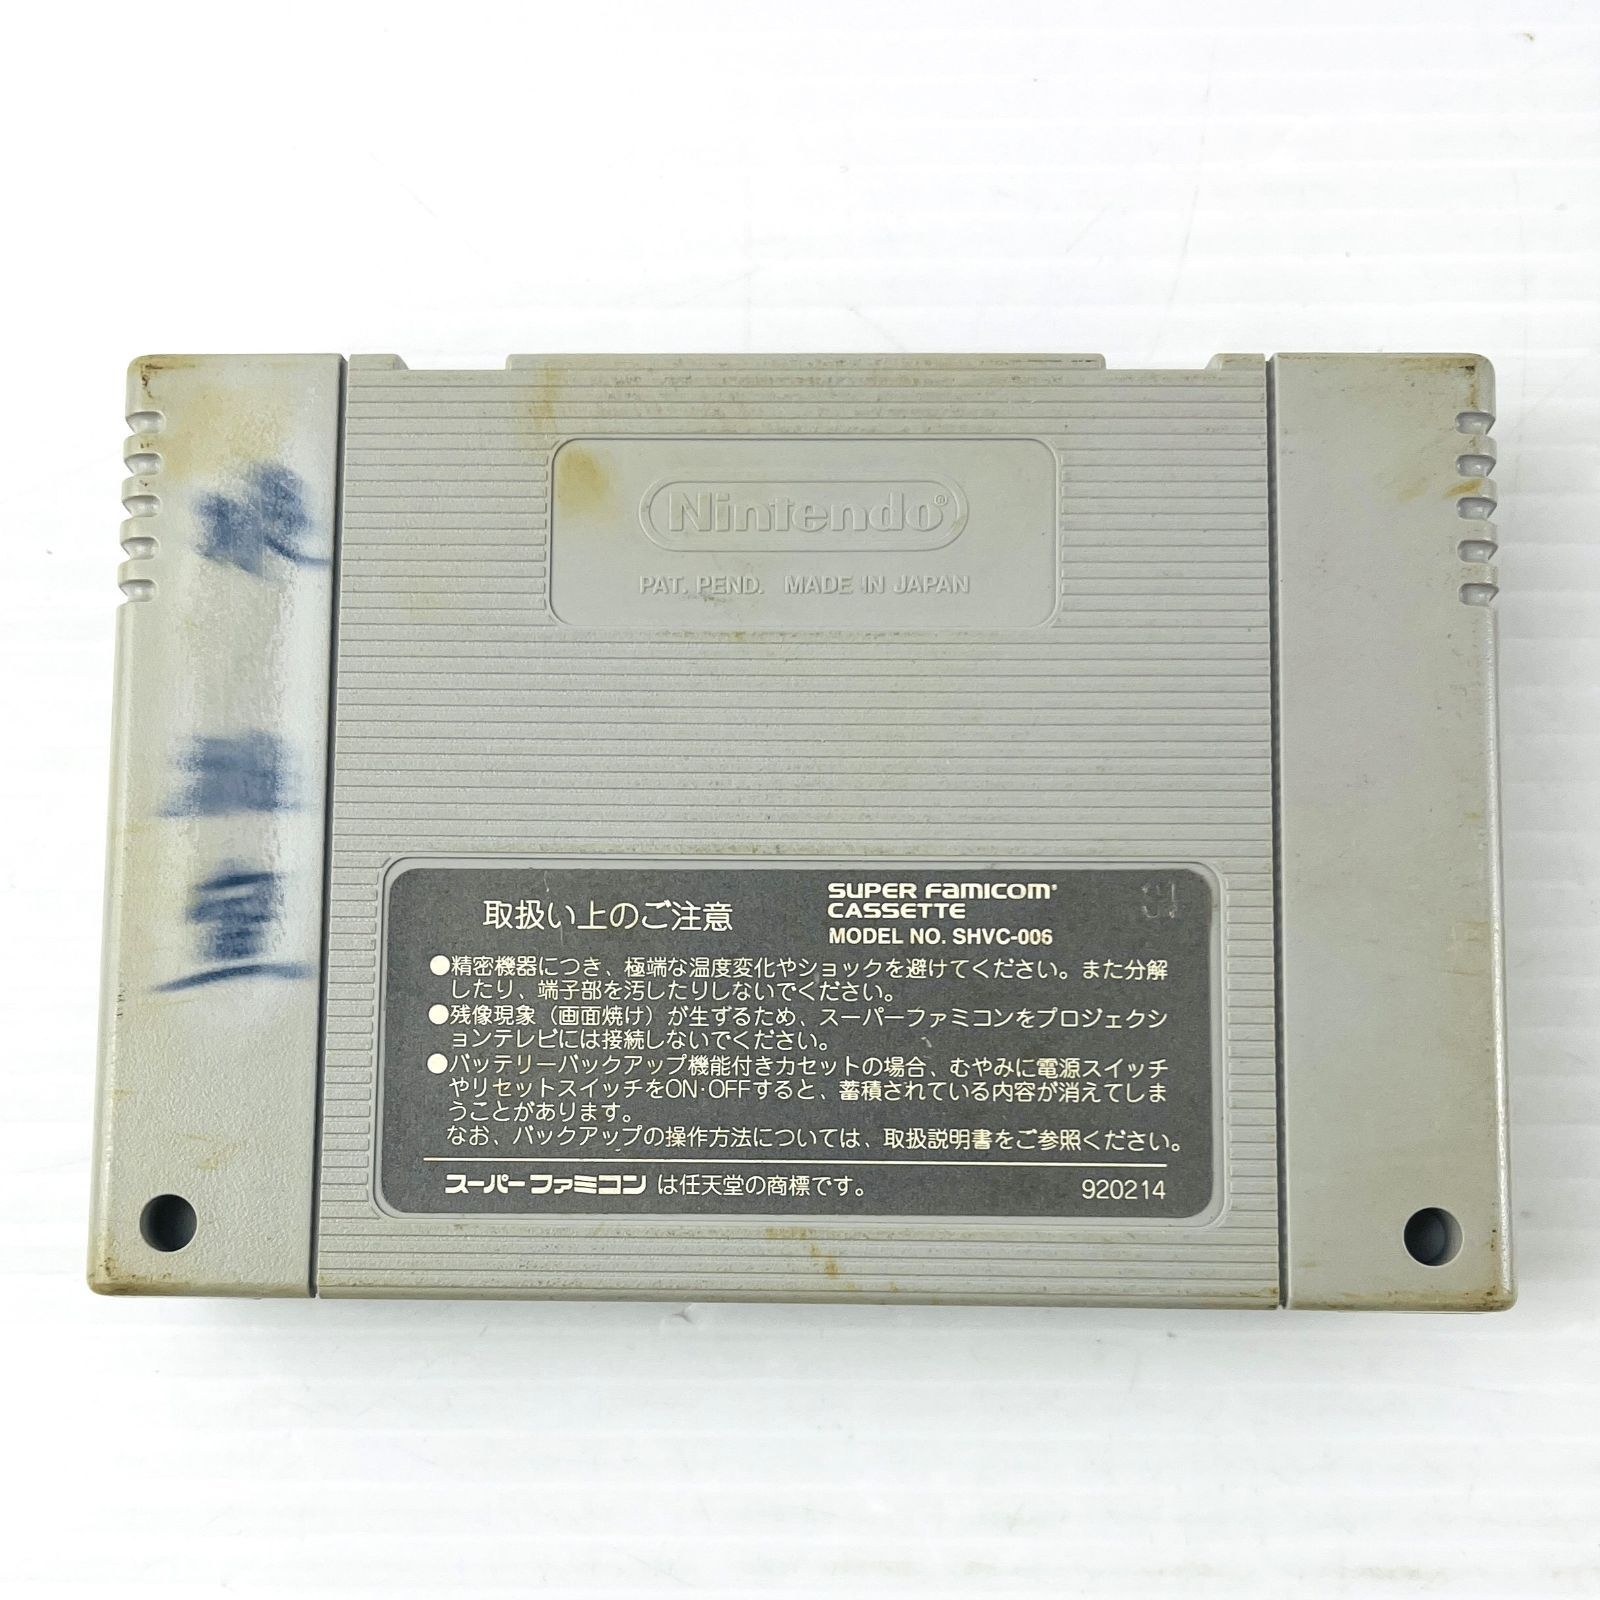 Nintendo®
PAT. PEND. MADE IN JAPAN
取扱い上のご注意
SUPER FAMICOM®
CASSETTE
MODEL NO. SHVC-006
●精密機器につき、極端な温度変化やショックを避けてください。また分解
したり、端子部を汚したりしないでください。
●残像現象（画面焼け）が生ずるため、スーパーファミコンをプロジェクシ
ョンテレビには接続しないでください。
●バッテリーバックアップ機能付きカセットの場合、むやみに電源スイッチ
やリセットスイッチをON･OFFすると、蓄積されている内容が消えてしま
うことがあります。
なお、バックアップの操作方法については、取扱説明書をご参照ください。
スーパーファミコンは任天堂の商標です。
920214